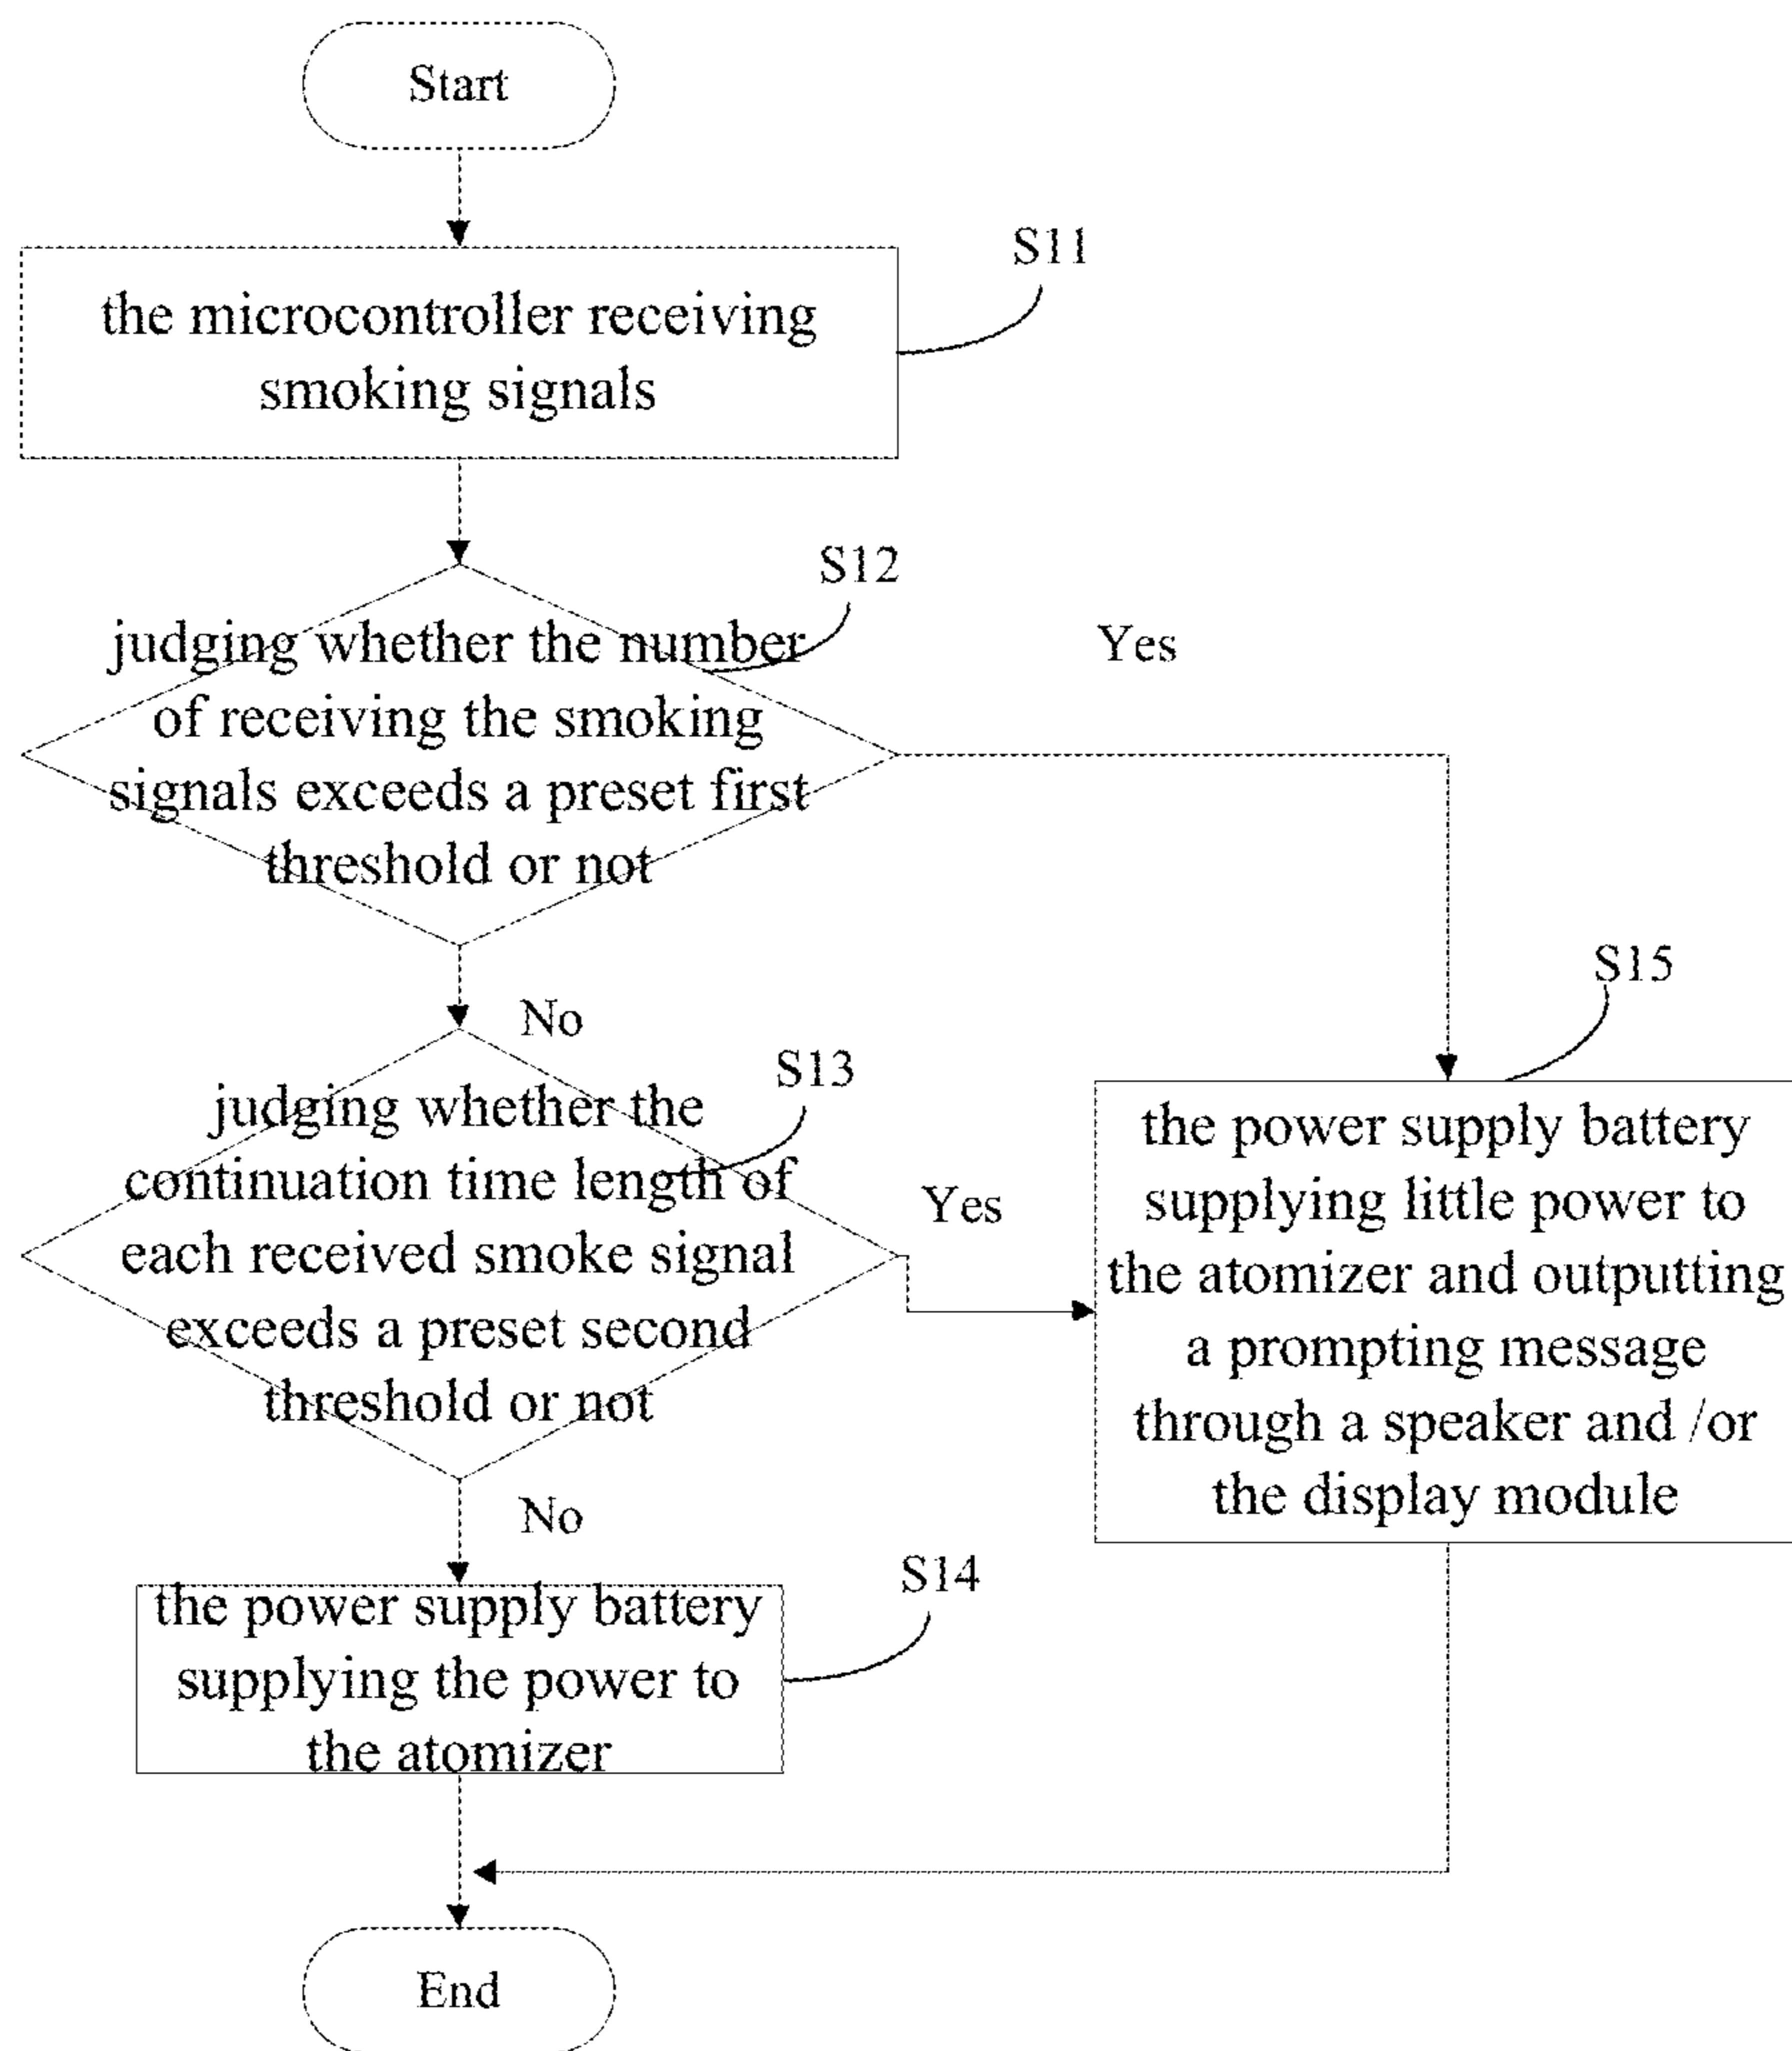 Start
S11
the microcontroller receiving
smoking signals
S12
judging whether the number
of receiving the smoking
signals exceeds a preset first
threshold or not
Yes
No
S13
judging whether the
continuation time length of
each received smoke signal
exceeds a preset second
threshold or not
Yes
S15
the power supply battery
supplying little power to
the atomizer and outputting
a prompting message
through a speaker and /or
the display module
No
S14
the power supply battery
supplying the power to
the atomizer
End